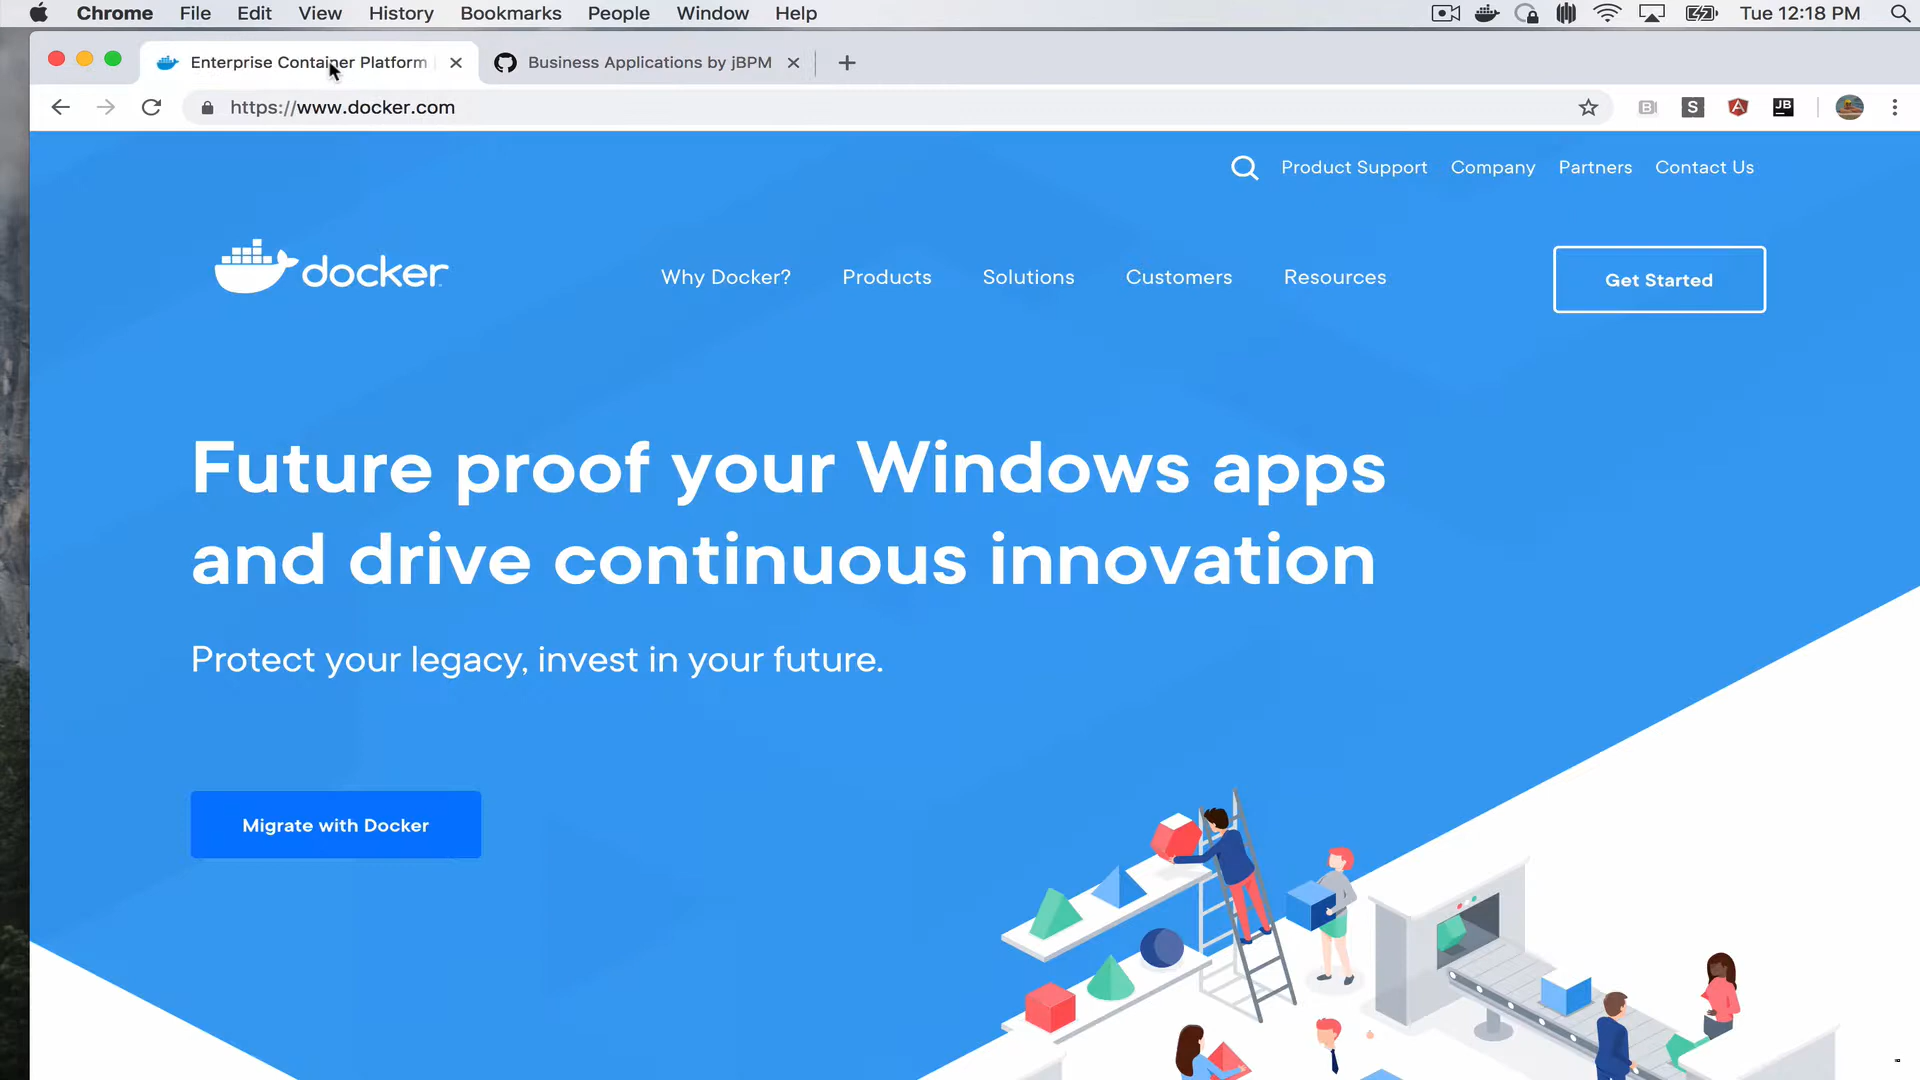 Chrome File Edit View History Bookmarks People Window Help Tue 12:18 PM
Enterprise Container Platform
Business Applications by jBPM
https://www.docker.com
S
JB
Product Support Company Partners Contact Us
docker
Why Docker? Products Solutions Customers Resources Get Started
Future proof your Windows apps
and drive continuous innovation
Protect your legacy, invest in your future.
Migrate with Docker